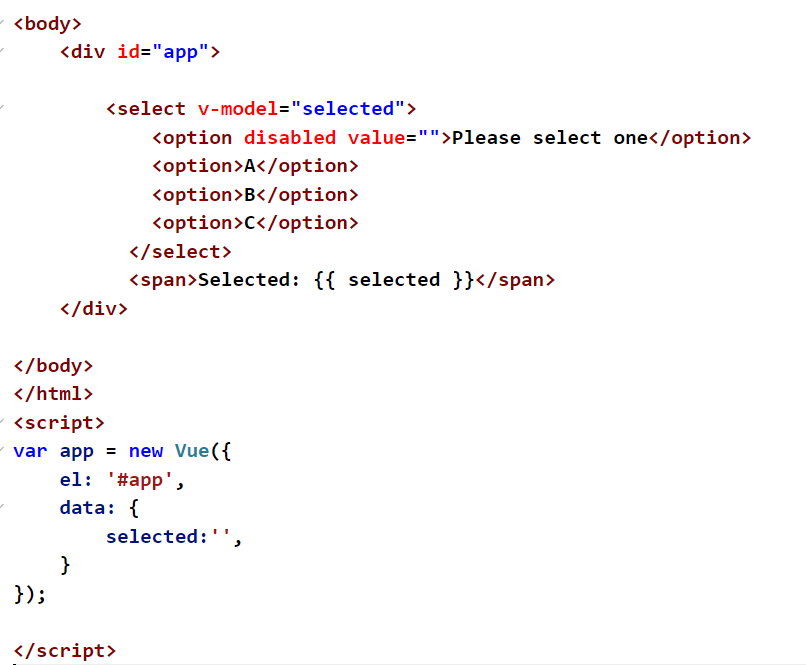 <body>
    <div id="app">
        <select v-model="selected">
            <option disabled value="">Please select one</option>
            <option>A</option>
            <option>B</option>
            <option>C</option>
          </select>
          <span>Selected: {{ selected }}</span>
    </div>
</body>
</html>
<script>
var app = new Vue({
    el: '#app',
    data: {
        selected:'',
    }
});
</script>